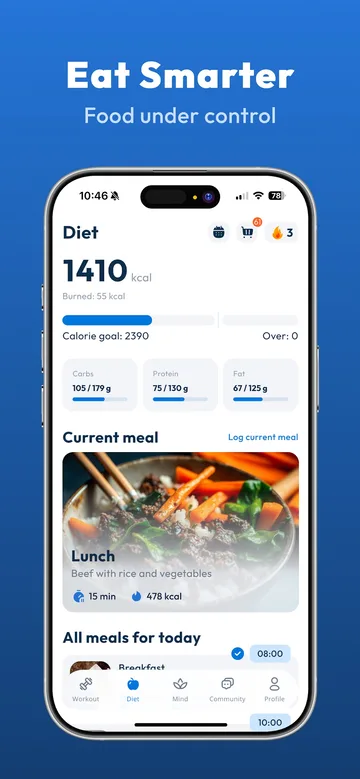 Eat Smarter
Food under control
10:46
78
Diet
61
3
1410 kcal
Burned: 55 kcal
Calorie goal: 2390
Over: 0
Carbs
105 / 179 g
Protein
75 / 130 g
Fat
67 / 125 g
Current meal
Log current meal
Lunch
Beef with rice and vegetables
15 min
478 kcal
All meals for today
08:00
Breakfast
Workout
Diet
Mind
Community
Profile
10:00